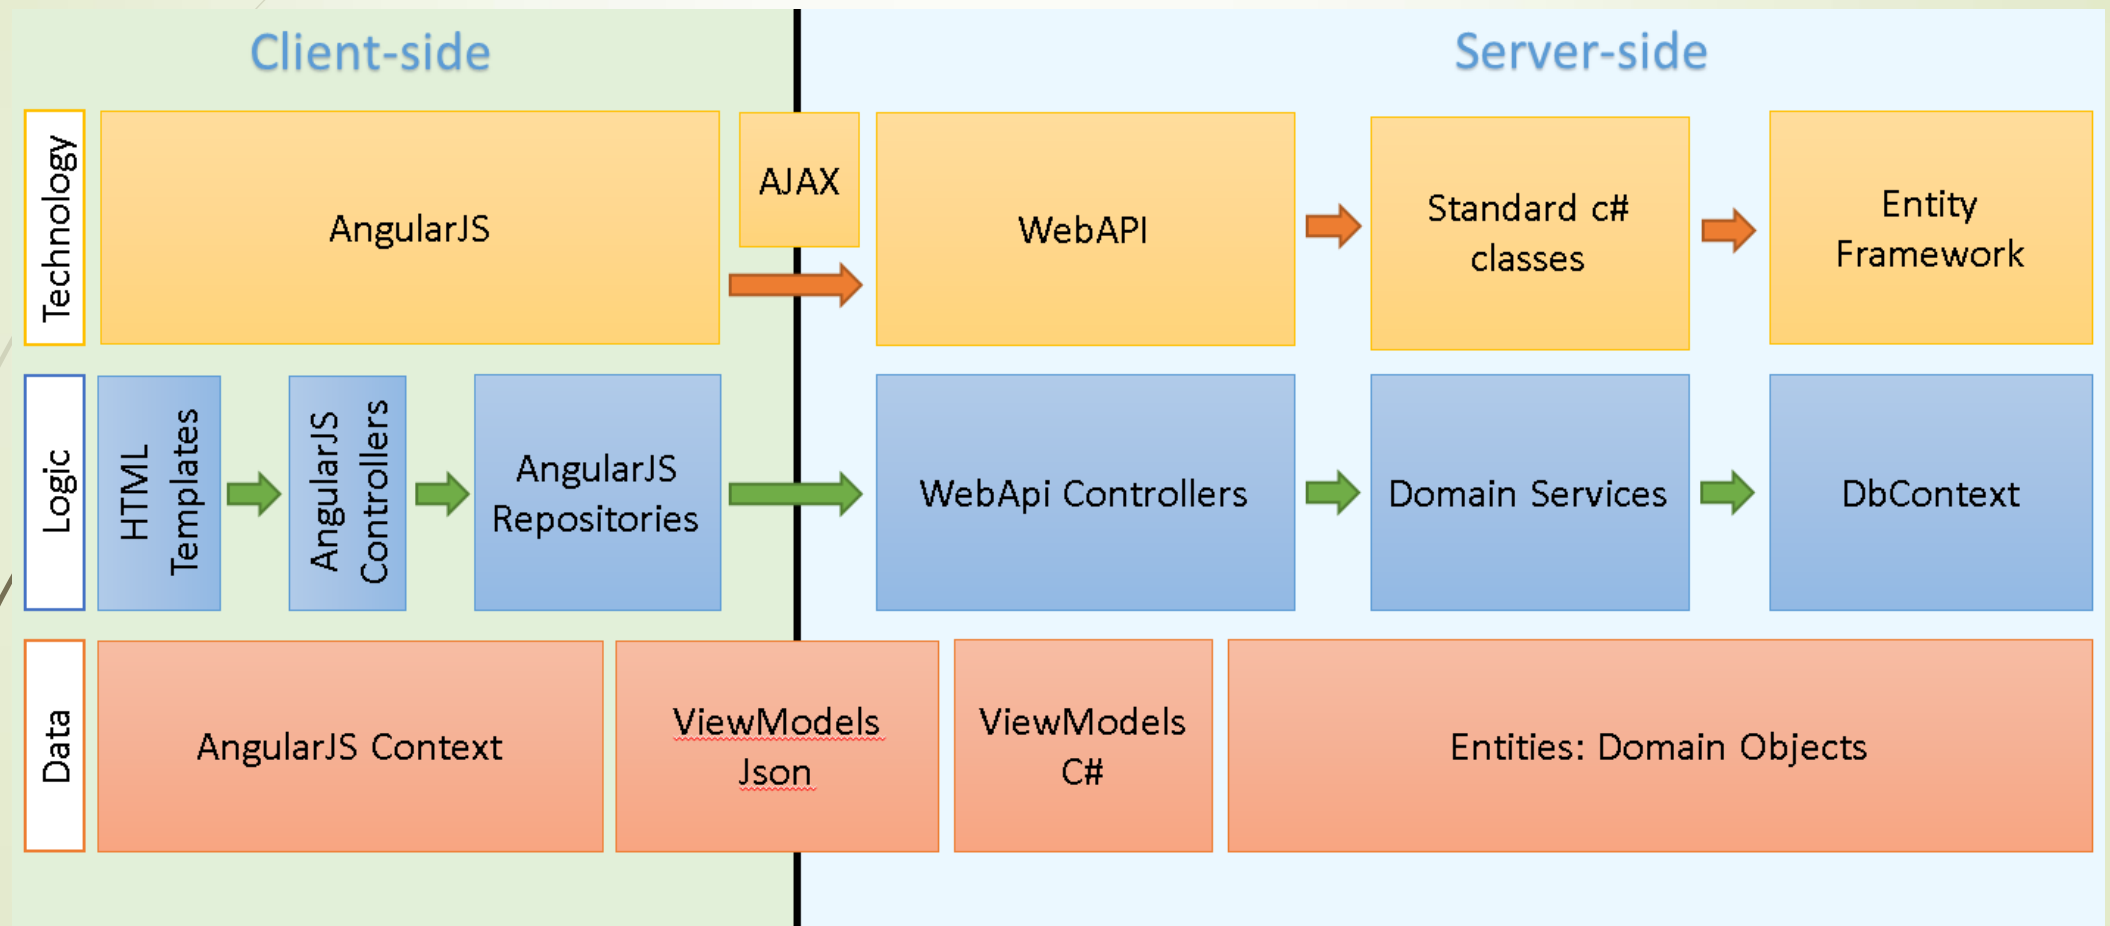 Client-side
Server-side
Technology
AngularJS
AJAX
WebAPI
Standard c#
classes
Entity
Framework
Logic
HTML
Templates
AngularJS
Controllers
AngularJS
Repositories
WebApi Controllers
Domain Services
DbContext
Data
AngularJS Context
ViewModels
Json
ViewModels
C#
Entities: Domain Objects